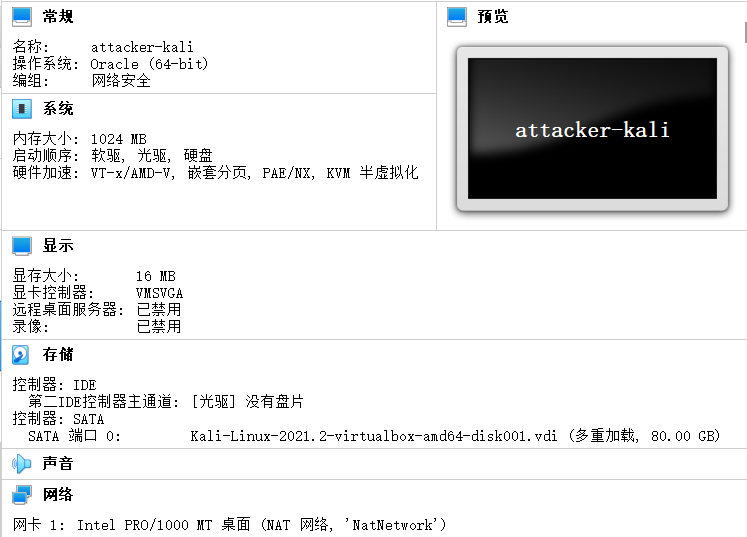 常规
名称: attacker-kali
操作系统: Oracle (64-bit)
编组: 网络安全
预览
attacker-kali
系统
内存大小: 1024 MB
启动顺序: 软驱, 光驱, 硬盘
硬件加速: VT-x/AMD-V, 嵌套分页, PAE/NX, KVM 半虚拟化
显示
显存大小: 16 MB
显卡控制器: VMSVGA
远程桌面服务器: 已禁用
录像: 已禁用
存储
控制器: IDE
第二IDE控制器主通道: [光驱] 没有盘片
控制器: SATA
SATA 端口 0: Kali-Linux-2021.2-virtualbox-amd64-disk001.vdi (多重加载, 80.00 GB)
声音
网络
网卡 1: Intel PRO/1000 MT 桌面 (NAT 网络, 'NatNetwork')